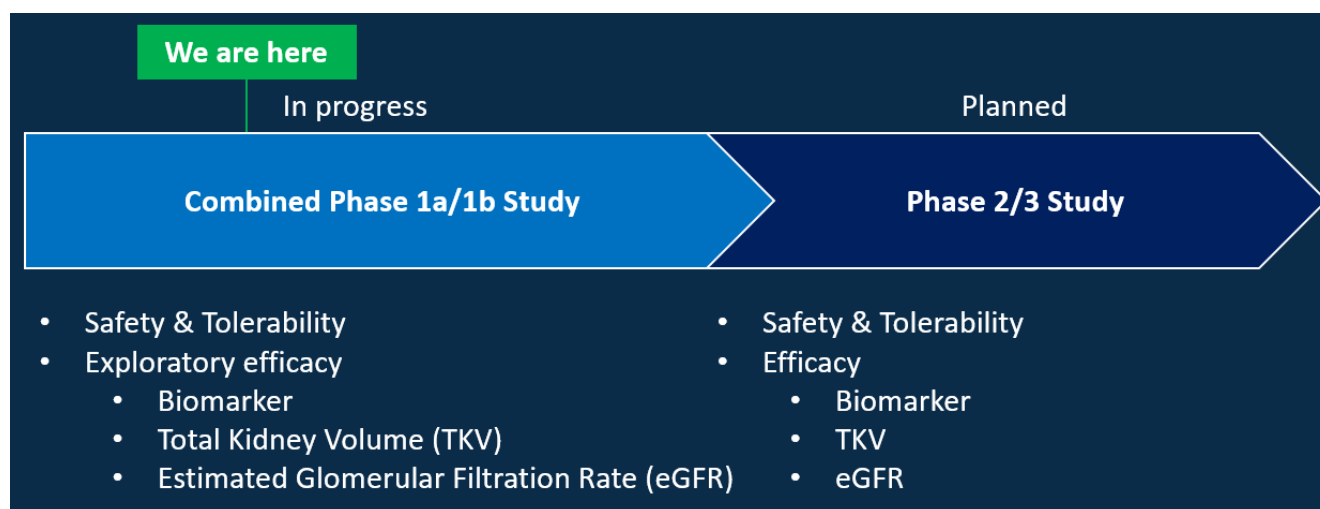 We are here
In progress
Planned
Combined Phase 1a/1b Study
Phase 2/3 Study
• Safety & Tolerability
• Exploratory efficacy
• Biomarker
• Total Kidney Volume (TKV)
• Estimated Glomerular Filtration Rate (eGFR)
• Safety & Tolerability
• Efficacy
• Biomarker
• TKV
• eGFR